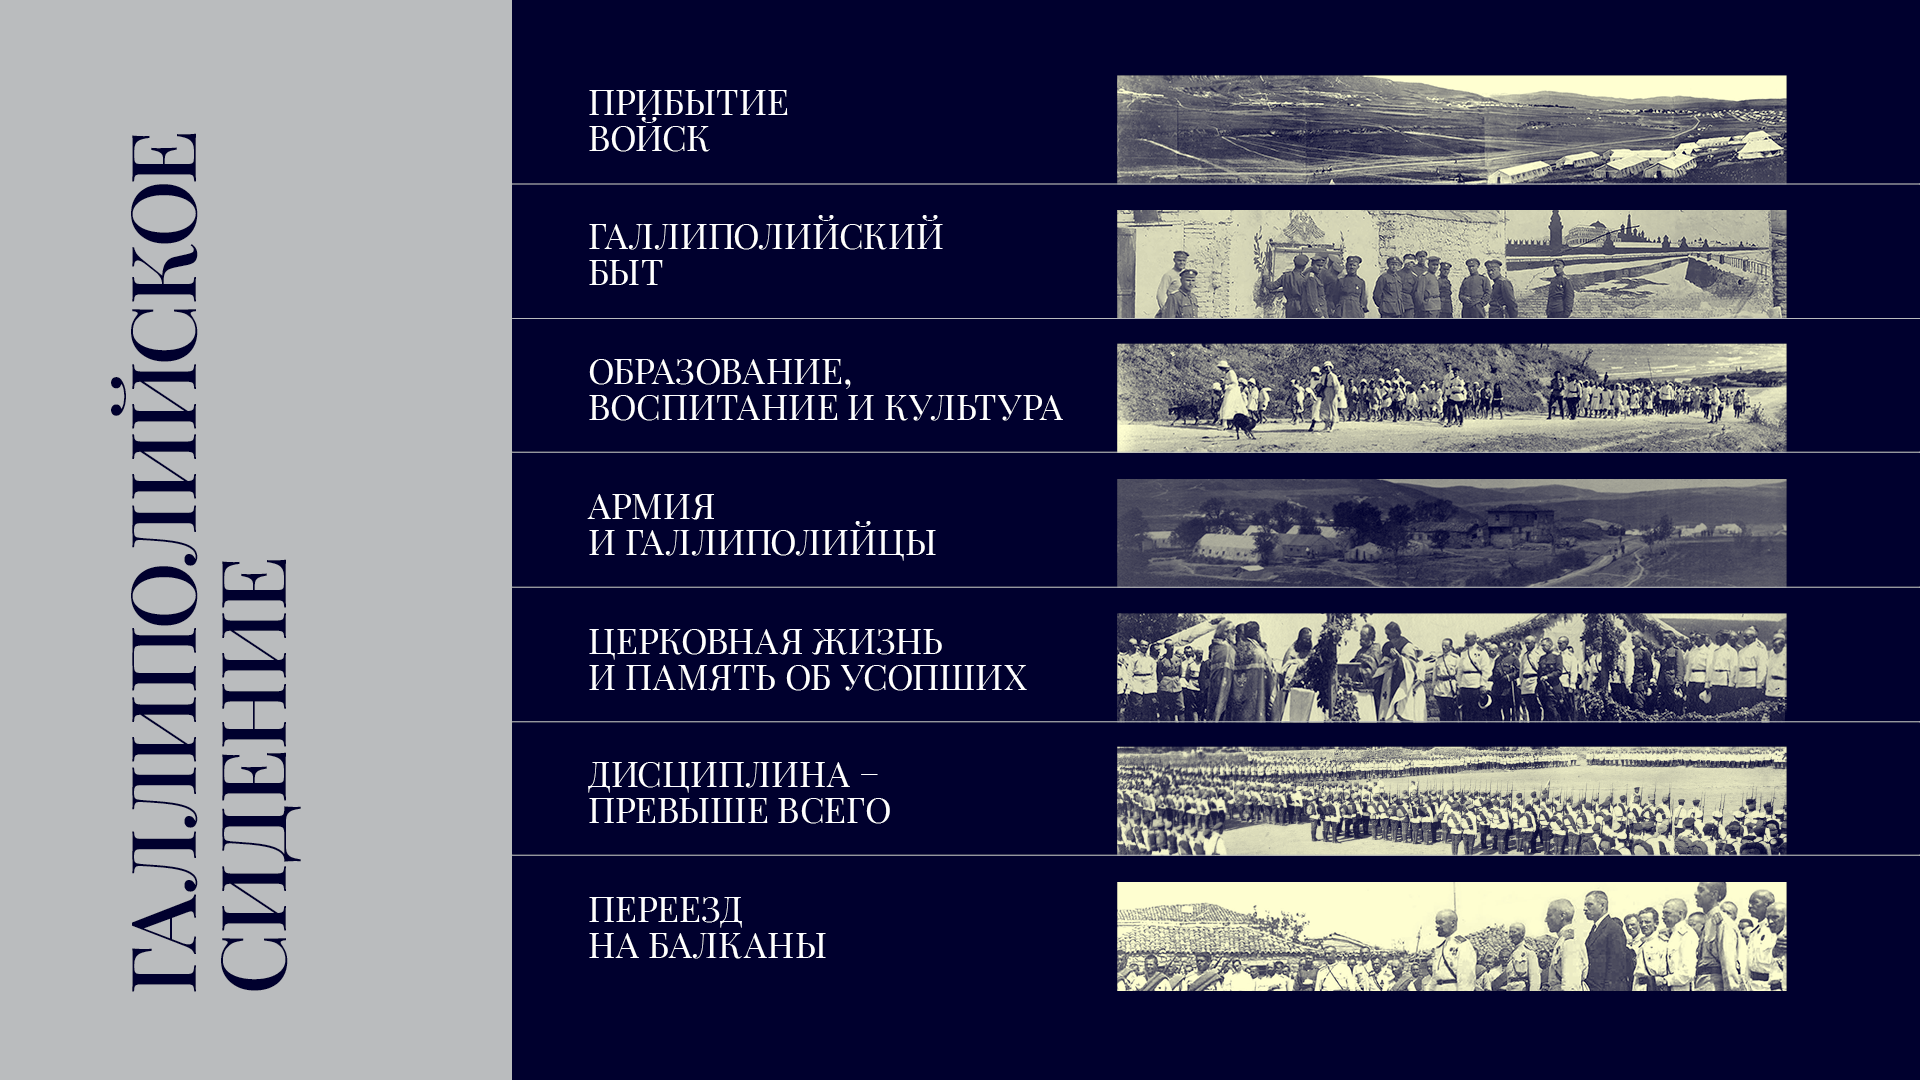 ГАЛЛИПОЛИЙСКОЕ
СИДЕНИЕ
ПРИБЫТИЕ
ВОЙСК
ГАЛЛИПОЛИЙСКИЙ
БЫТ
ОБРАЗОВАНИЕ,
ВОСПИТАНИЕ И КУЛЬТУРА
АРМИЯ
И ГАЛЛИПОЛИЙЦЫ
ЦЕРКОВНАЯ ЖИЗНЬ
И ПАМЯТЬ ОБ УСОПШИХ
ДИСЦИПЛИНА –
ПРЕВЫШЕ ВСЕГО
ПЕРЕЕЗД
НА БАЛКАНЫ